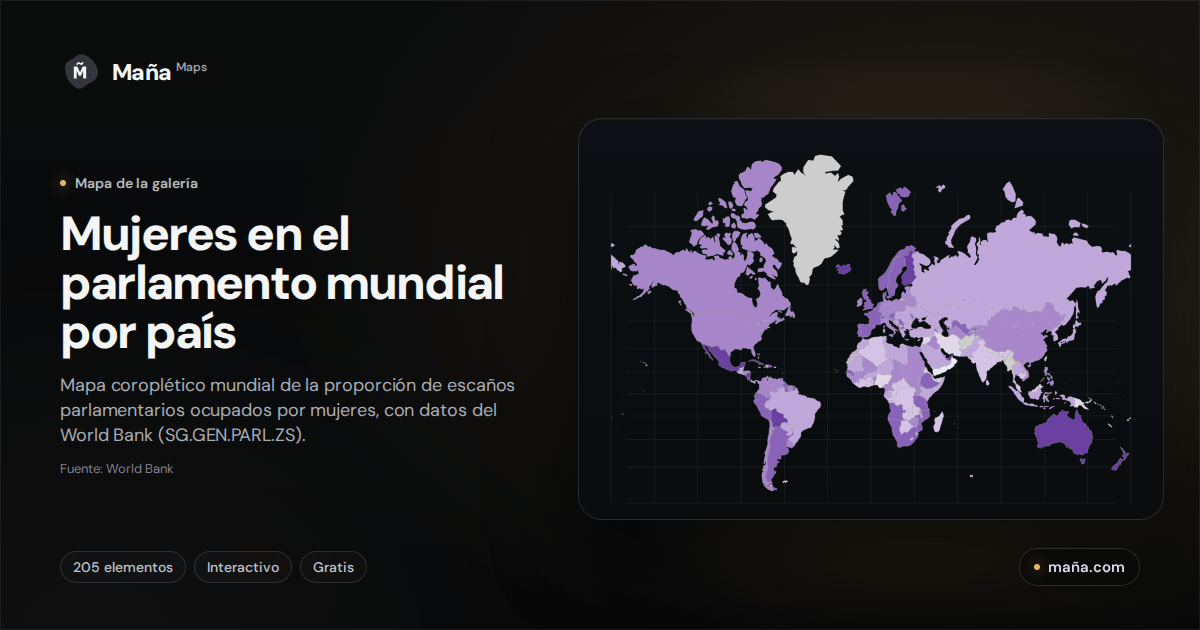 M̃
Maña Maps
Mapa de la galería
Mujeres en el
parlamento mundial
por país
Mapa coroplético mundial de la proporción de escaños
parlamentarios ocupados por mujeres, con datos del
World Bank (SG.GEN.PARL.ZS).
Fuente: World Bank
205 elementos
Interactivo
Gratis
maña.com